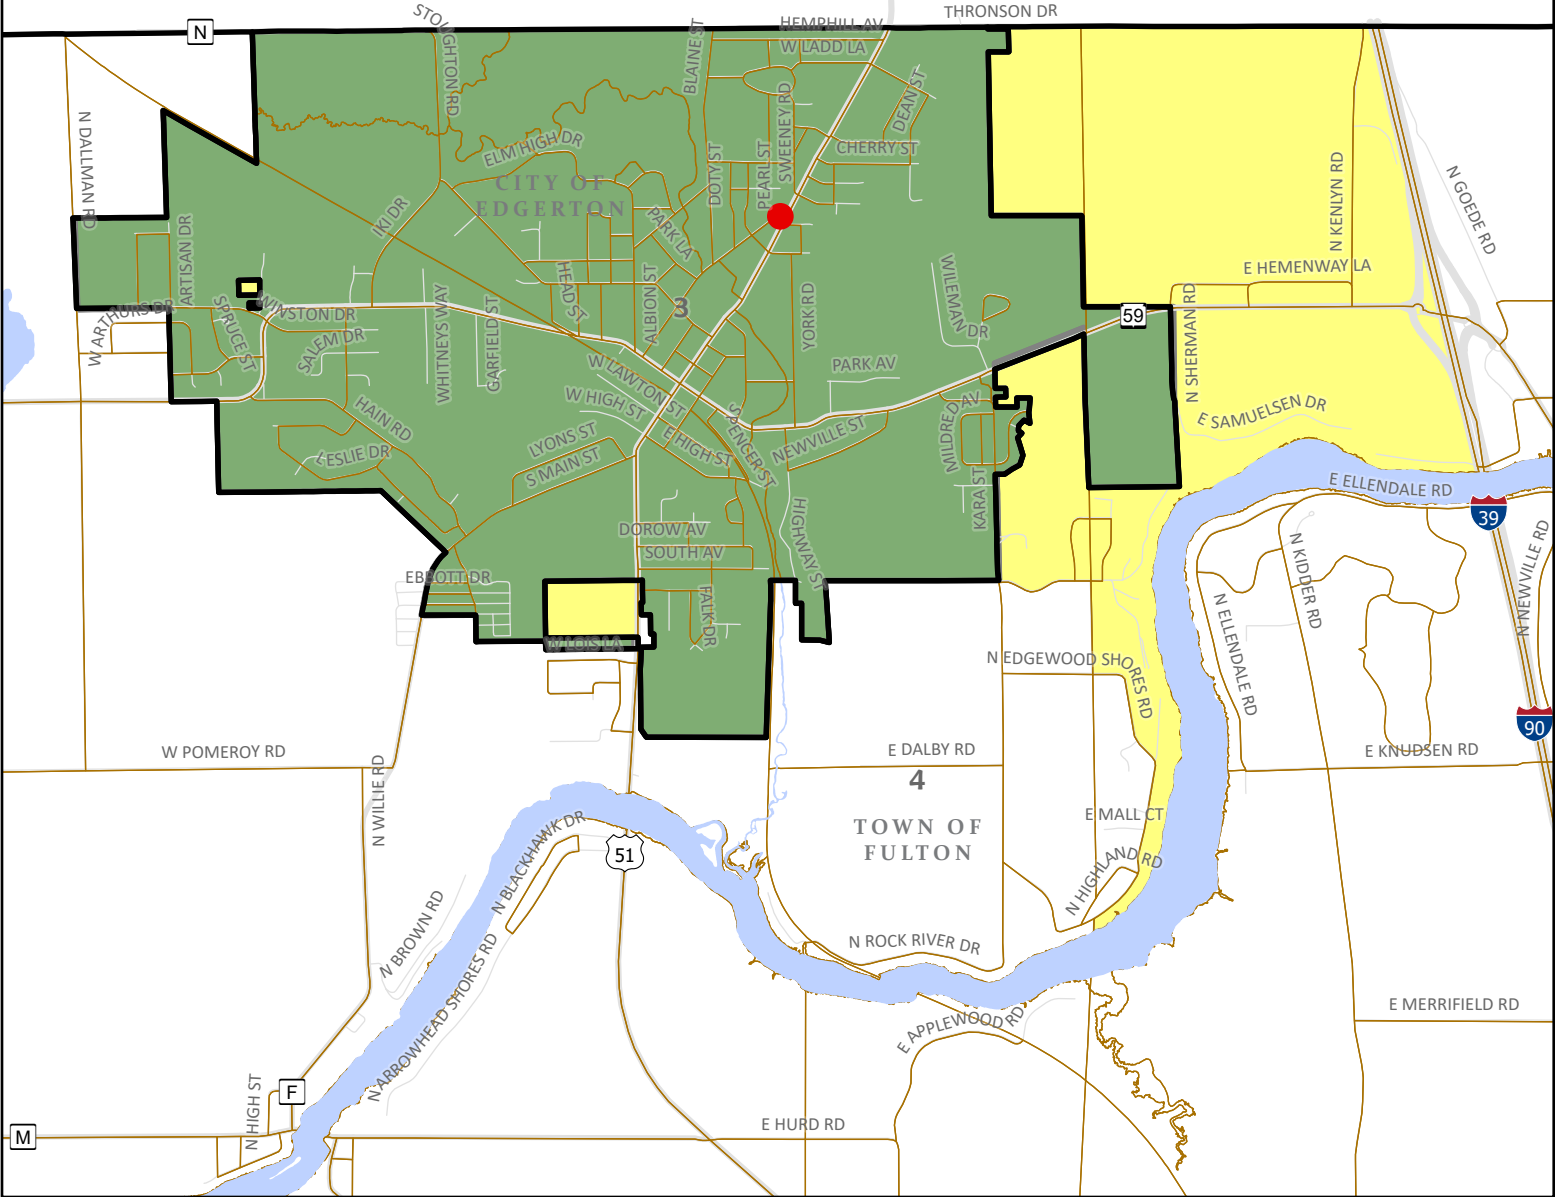 STOUGHTON RD
THRONSON DR
HEMPHILL AV
N
W LADD LA
BLAINE ST
DEAN ST
SWEENEY RD
N DALLMAN RD
ELM HIGH DR
CHERRY ST
PEARL ST
DOTY ST
CITY OF
EDGERTON
N KENLYN RD
N GOEDE RD
IKI DR
PARK LA
ARTISAN DR
E HEMENWAY LA
WILEMAN DR
HEAD ST
ALBION ST
3
YORK RD
59
N SHERMAN RD
W ARTHURS DR
WINSTON DR
SPRUCE ST
SALEM DR
WHITNEYS WAY
GARFIELD ST
PARK AV
W LAWTON ST
W HIGH ST
E SAMUELSEN DR
HAIN RD
LESLIE DR
LYONS ST
S MAIN ST
E HIGH ST
S SPENCER ST
NEWVILLE ST
MILDRED AV
KARA ST
E ELLENDALE RD
39
DOROW AV
SOUTH AV
HIGHWAY ST
N KIDDER RD
N NEWVILLE RD
EBBOTT DR
FALK DR
W LOIS LA
N ELLENDALE RD
N EDGEWOOD SHORES RD
90
W POMEROY RD
E DALBY RD
E KNUDSEN RD
4
N WILLIE RD
TOWN OF
FULTON
E MALL CT
N BLACKHAWK DR
51
N HIGHLAND RD
N BROWN RD
N ROCK RIVER DR
N ARROWHEAD SHORES RD
E APPLEWOOD RD
E MERRIFIELD RD
F
N HIGH ST
M
E HURD RD